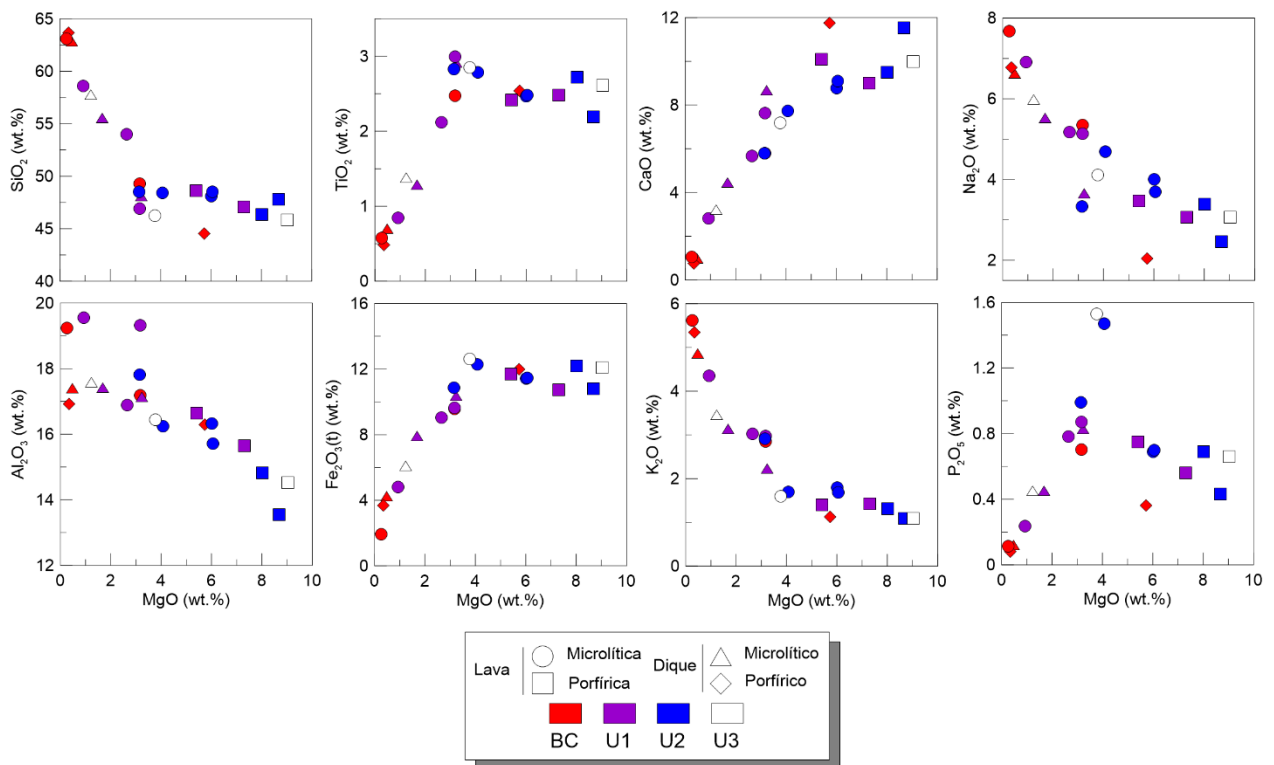 65
60
55
50
45
40
SiO2 (wt.%)
3
2
1
0
TiO2 (wt.%)
12
8
4
0
CaO (wt.%)
8
6
4
2
Na2O (wt.%)
20
18
16
14
12
Al2O3 (wt.%)
0 2 4 6 8 10
MgO (wt.%)
16
12
8
4
0
Fe2O3(t) (wt.%)
0 2 4 6 8 10
MgO (wt.%)
6
4
2
0
K2O (wt.%)
0 2 4 6 8 10
MgO (wt.%)
1.6
1.2
0.8
0.4
0
P2O5 (wt.%)
0 2 4 6 8 10
MgO (wt.%)
Lava
Microlítica
Porfírica
Dique
Microlítico
Porfírico
BC U1 U2 U3